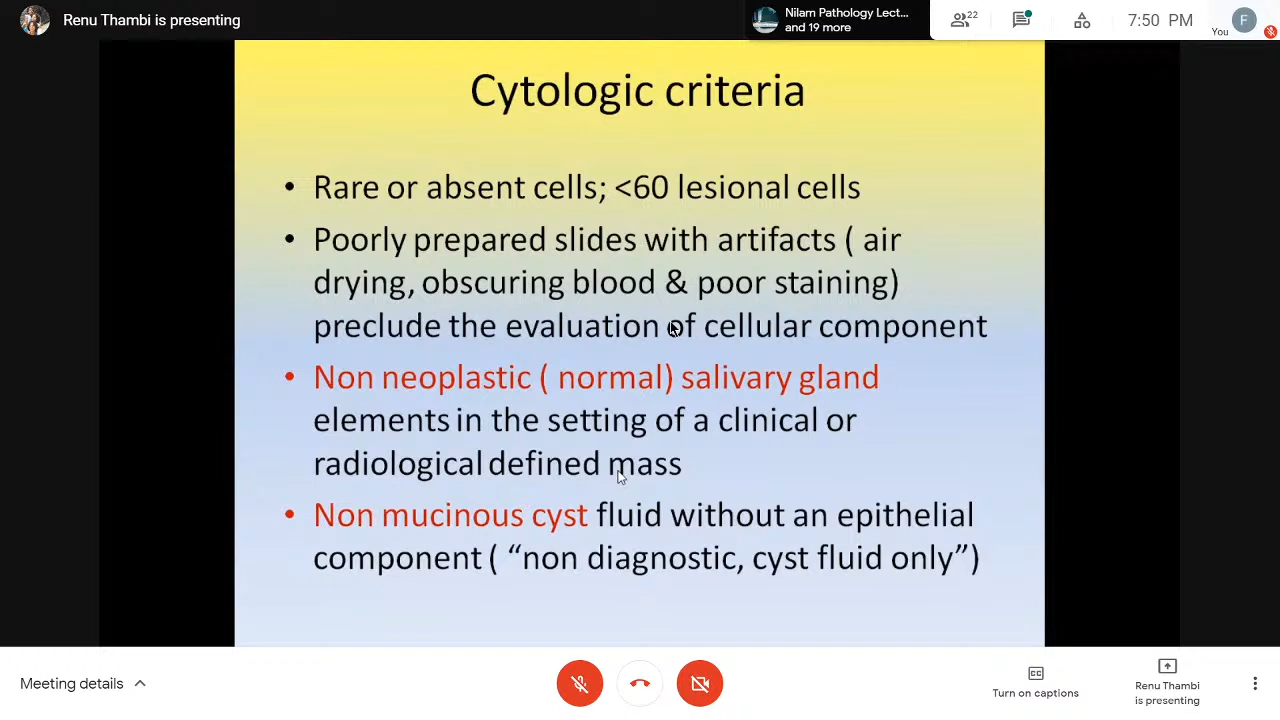 Renu Thambi is presenting
Nilam Pathology Lect...
and 19 more
22
7:50 PM
You
F
Cytologic criteria
• Rare or absent cells; <60 lesional cells
• Poorly prepared slides with artifacts ( air
drying, obscuring blood & poor staining)
preclude the evaluation of cellular component
• Non neoplastic ( normal) salivary gland
elements in the setting of a clinical or
radiological defined mass
• Non mucinous cyst fluid without an epithelial
component ( “non diagnostic, cyst fluid only”)
Meeting details
CC
Turn on captions
Renu Thambi
is presenting